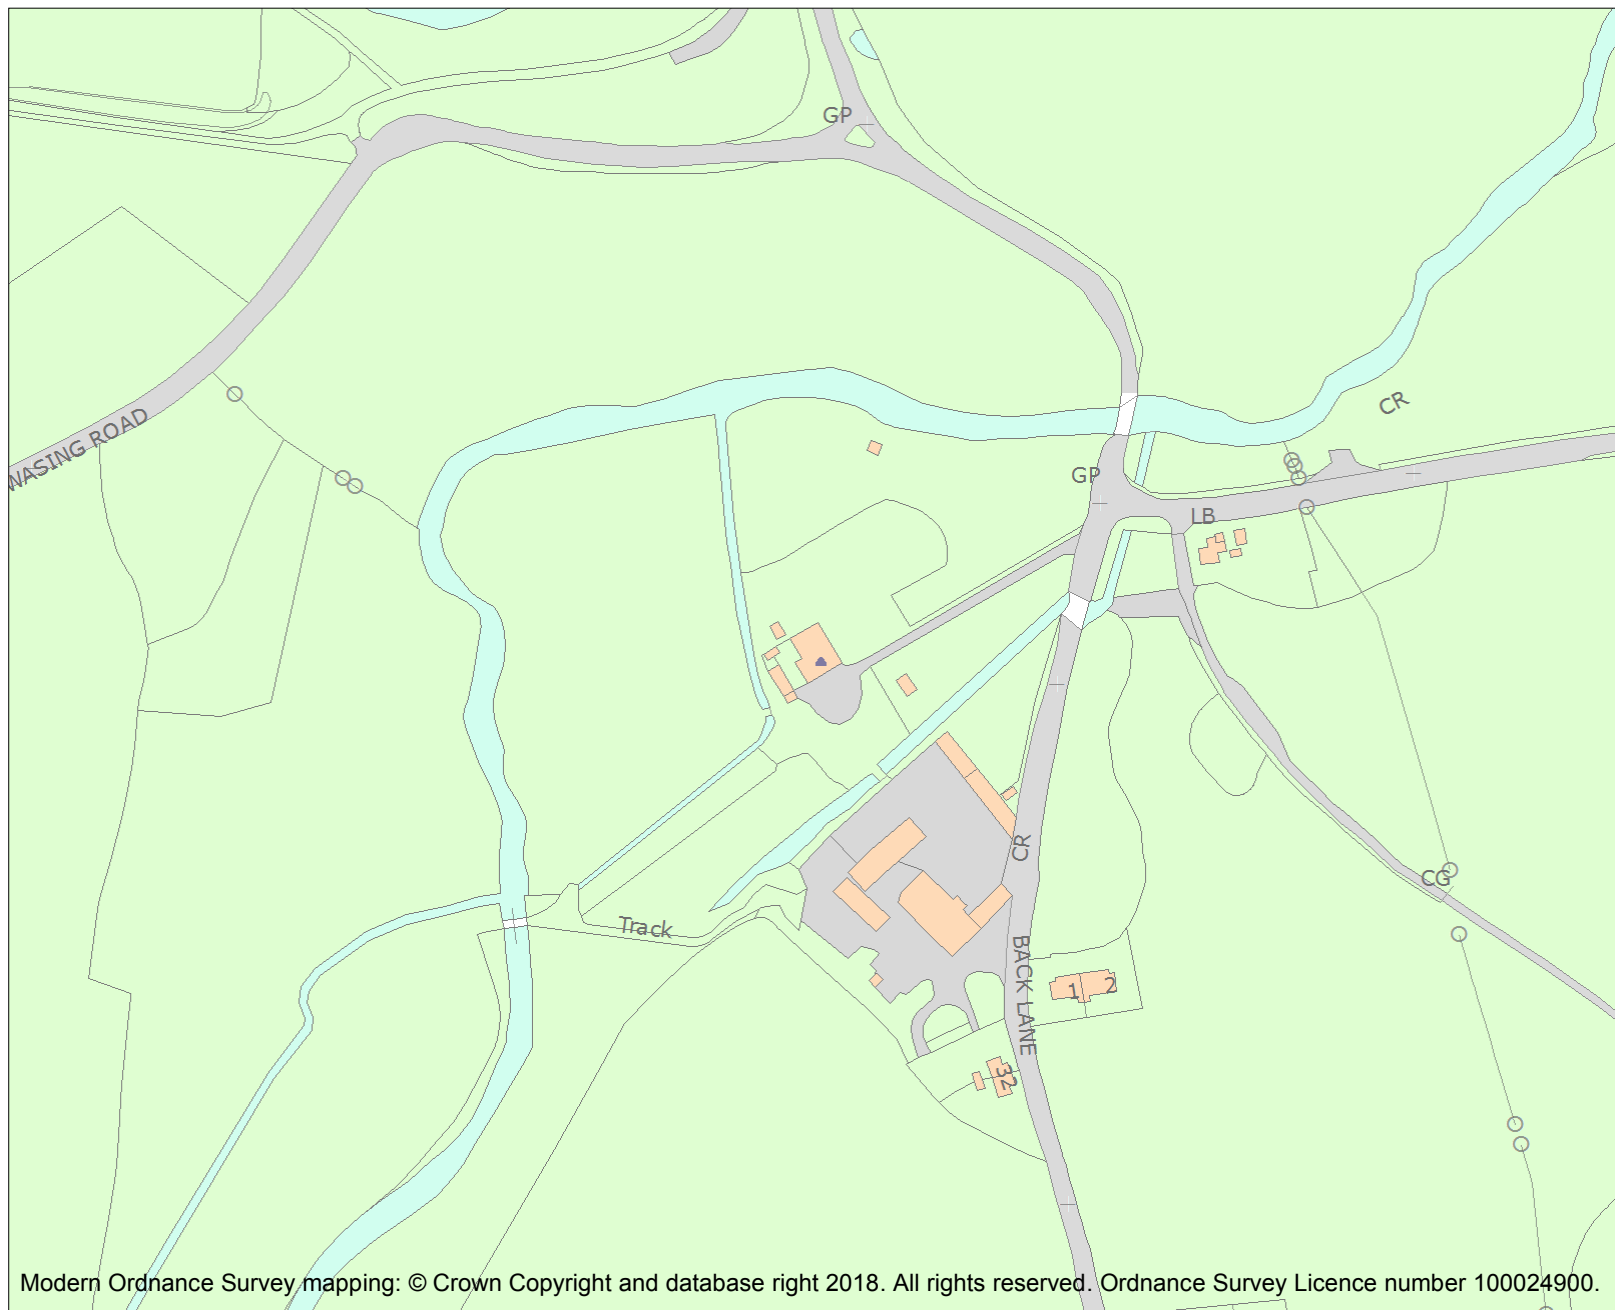 GP
WASING ROAD
CR
GP
LB
CR
CG
Track
BACK LANE
1
2
32
Modern Ordnance Survey mapping: © Crown Copyright and database right 2018. All rights reserved. Ordnance Survey Licence number 100024900.